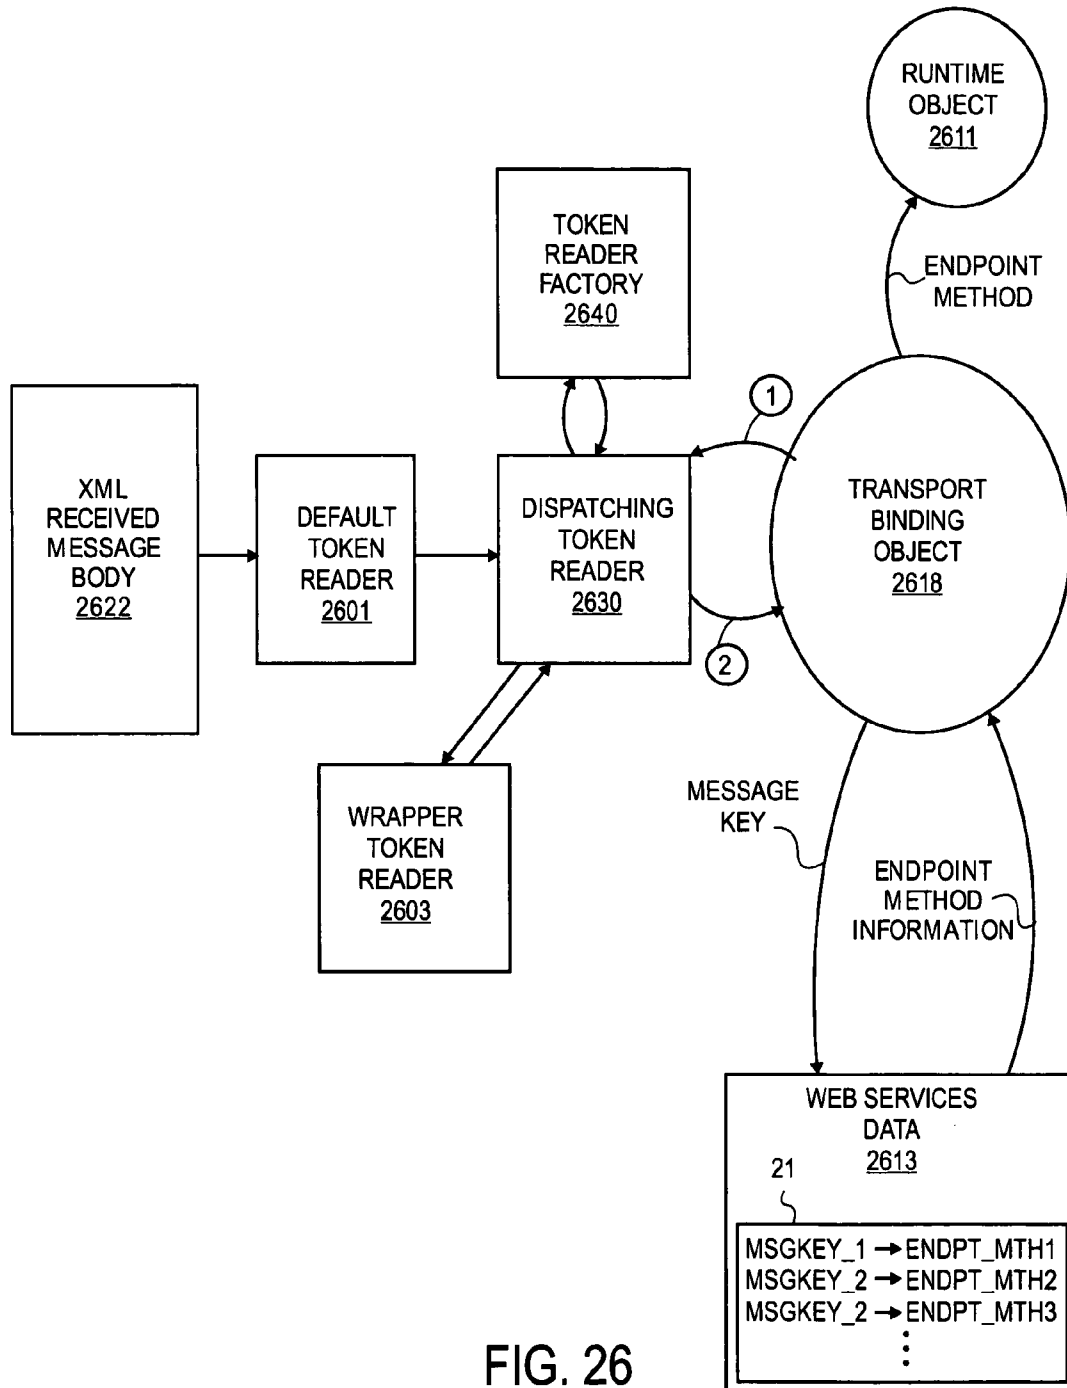 RUNTIME
OBJECT
2611
ENDPOINT
METHOD
TOKEN
READER
FACTORY
2640
1
XML
RECEIVED
MESSAGE
BODY
2622
DEFAULT
TOKEN
READER
2601
DISPATCHING
TOKEN
READER
2630
TRANSPORT
BINDING
OBJECT
2618
2
WRAPPER
TOKEN
READER
2603
MESSAGE
KEY
ENDPOINT
METHOD
INFORMATION
WEB SERVICES
DATA
2613
21
MSGKEY_1 → ENDPT_MTH1
MSGKEY_2 → ENDPT_MTH2
MSGKEY_2 → ENDPT_MTH3
⋮
FIG. 26